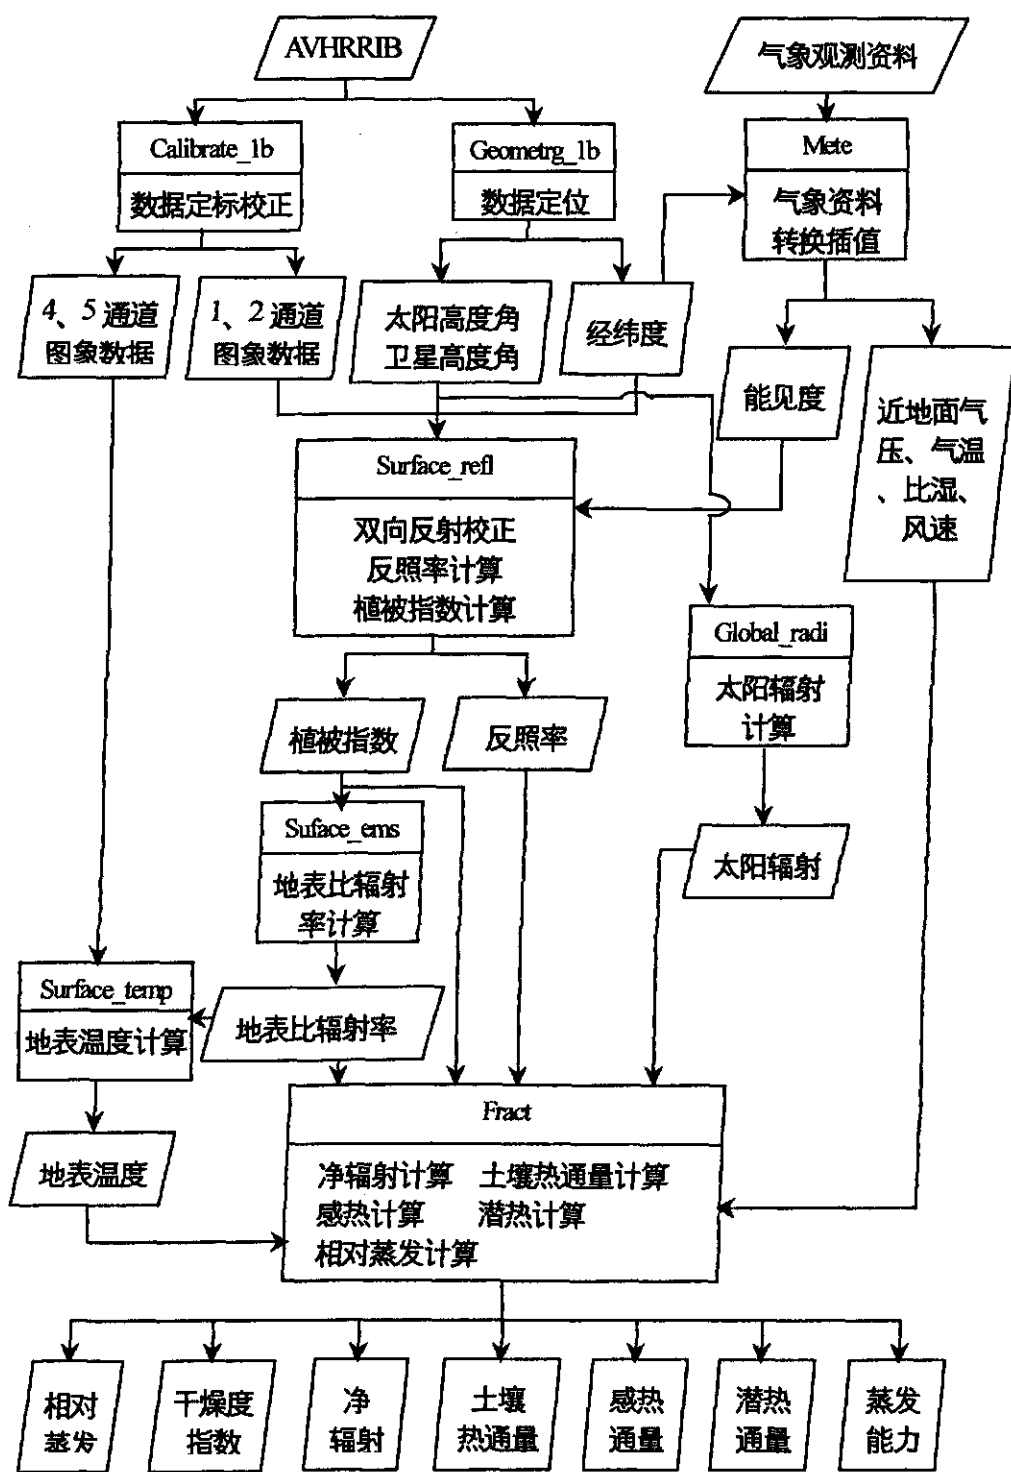 AVHRRIB
气象观测资料
Calibrate_1b
数据定标校正
Geometrg_1b
数据定位
Mete
气象资料
转换插值
4、5通道
图象数据
1、2通道
图象数据
太阳高度角
卫星高度角
经纬度
能见度
近地面气
压、气温
、比湿、
风速
Surface_refl
双向反射校正
反照率计算
植被指数计算
Global_radi
太阳辐射
计算
植被指数
反照率
Suface_ems
地表比辐射
率计算
太阳辐射
Surface_temp
地表温度计算
地表比辐射率
地表温度
Fract
净辐射计算 土壤热通量计算
感热计算 潜热计算
相对蒸发计算
相对
蒸发
干燥度
指数
净
辐射
土壤
热通量
感热
通量
潜热
通量
蒸发
能力